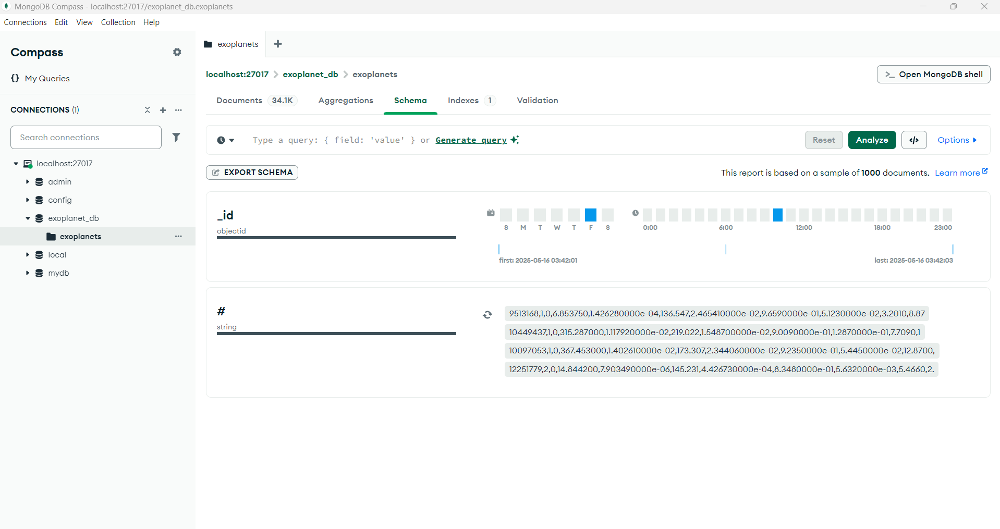 MongoDB Compass - localhost:27017/exoplanet_db.exoplanets
Connections Edit View Collection Help
Compass
{} My Queries
CONNECTIONS (1)
Search connections
localhost:27017
admin
config
exoplanet_db
exoplanets
local
mydb
exoplanets
localhost:27017 > exoplanet_db > exoplanets
>_ Open MongoDB shell
Documents 34.1K Aggregations Schema Indexes 1 Validation
Type a query: { field: 'value' } or Generate query
Reset Analyze </> Options
EXPORT SCHEMA
This report is based on a sample of 1000 documents. Learn more
_id
objectid
S M T W T F S
0:00 6:00 12:00 18:00 23:00
first: 2025-05-16 03:42:01 last: 2025-05-16 03:42:03
#
string
9513168,1,0,6.853750,1.426280000e-04,136.547,2.465410000e-02,9.6590000e-01,5.1230000e-02,3.2010,8.87
10449437,1,0,315.287000,1.117920000e-02,219.022,1.548700000e-02,9.0090000e-01,1.2870000e-01,7.7090,1
10097053,1,0,367.453000,1.402610000e-02,173.307,2.344060000e-02,9.2350000e-01,5.4450000e-02,12.8700,
12251779,2,0,14.844200,7.903490000e-06,145.231,4.426730000e-04,8.3480000e-01,5.6320000e-03,5.4660,2.